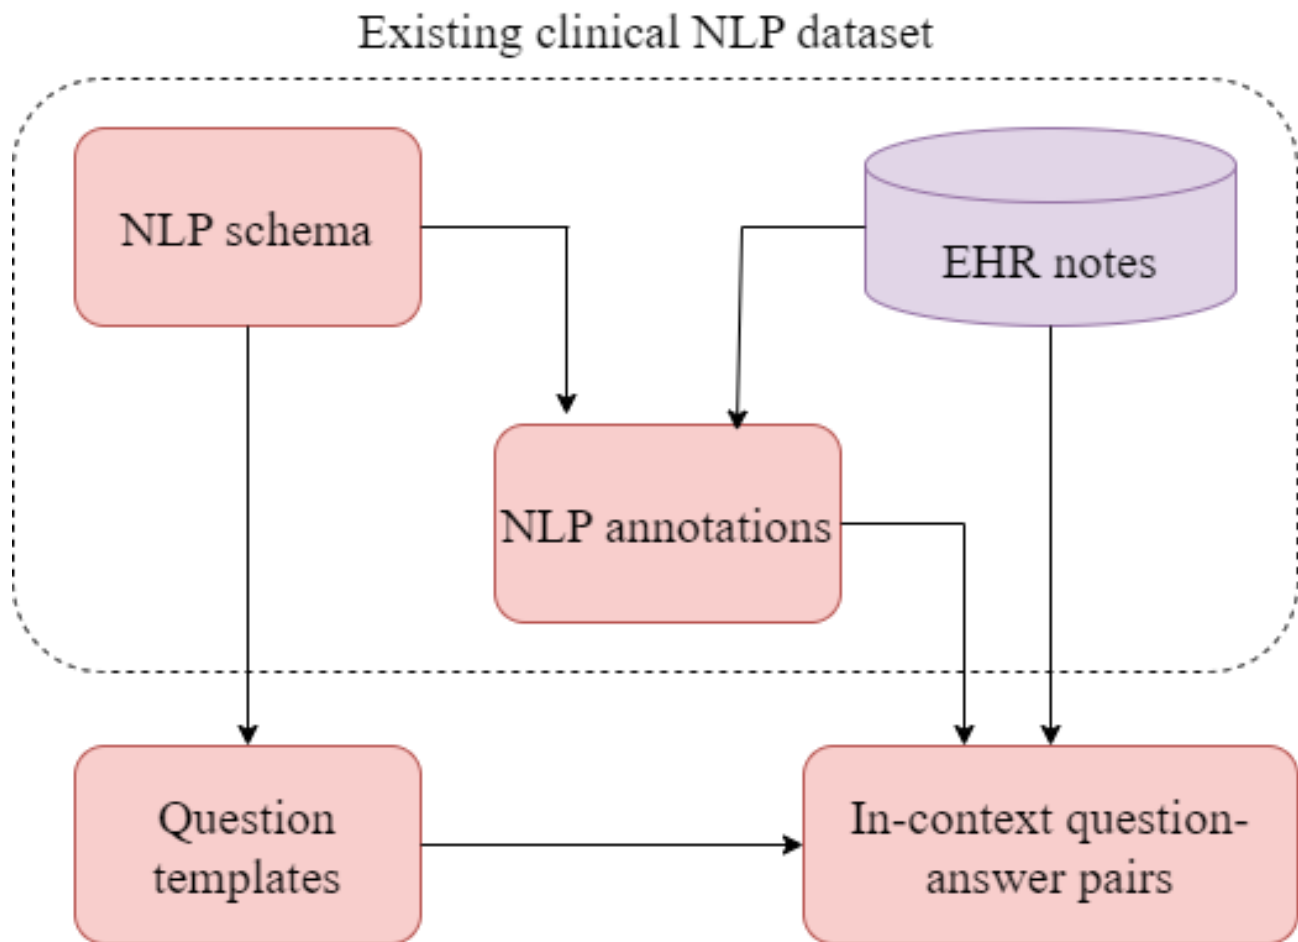 Existing clinical NLP dataset
NLP schema
EHR notes
NLP annotations
Question
templates
In-context question-
answer pairs